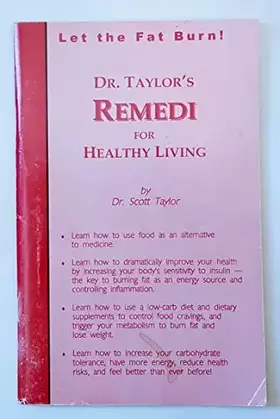 Let the Fat Burn!
DR. TAYLOR'S
REMEDI
FOR
HEALTHY LIVING
by
Dr. Scott Taylor
• Learn how to use food as an alternative
to medicine.
• Learn how to dramatically improve your health
by increasing your body's sensitivity to insulin —
the key to burning fat as an energy source and
controlling inflammation.
• Learn how to use a low-carb diet and dietary
supplements to control food cravings, and
trigger your metabolism to burn fat and
lose weight.
• Learn how to increase your carbohydrate
tolerance, have more energy, reduce health
risks, and feel better than ever before!